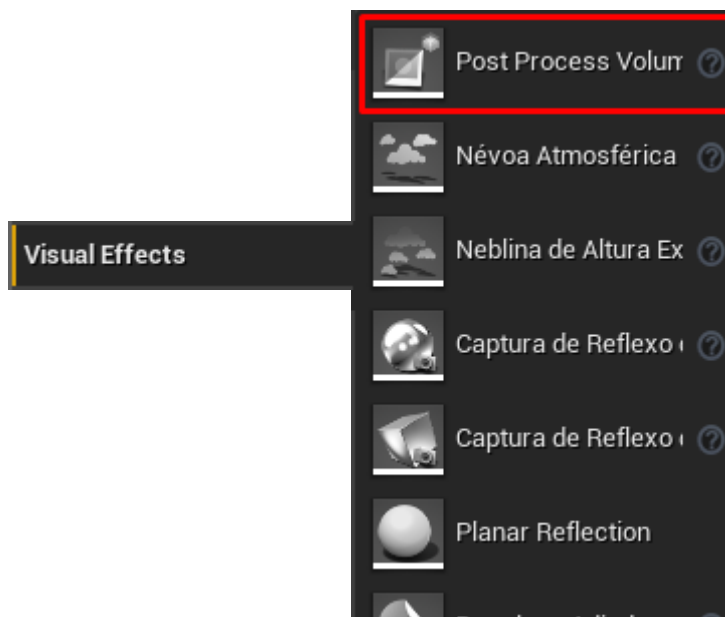 Post Process Volum
Névoa Atmosférica
Visual Effects
Neblina de Altura Ex
Captura de Reflexo
Captura de Reflexo
Planar Reflection